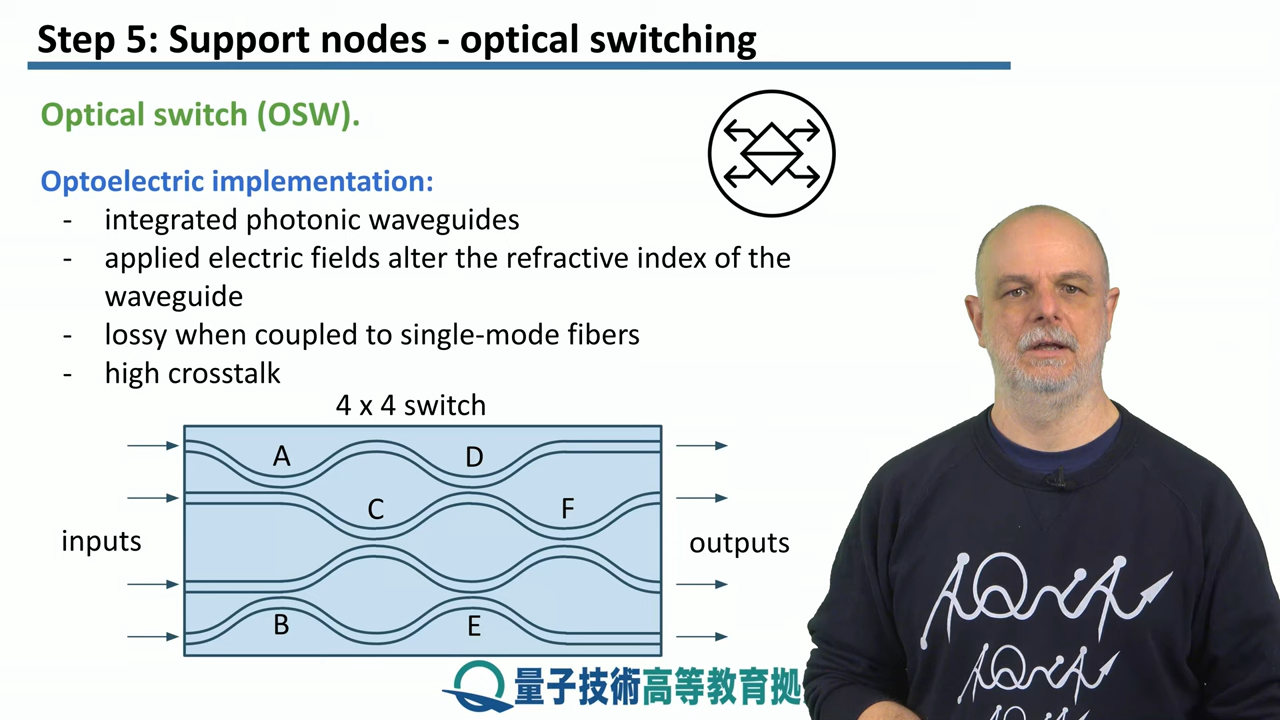 Step 5: Support nodes - optical switching
Optical switch (OSW).
Optoelectric implementation:
- integrated photonic waveguides
- applied electric fields alter the refractive index of the
waveguide
- lossy when coupled to single-mode fibers
- high crosstalk
4 x 4 switch
A D
C F
inputs
outputs
B E
量子技術高等教育拠
AQUA
AQUA